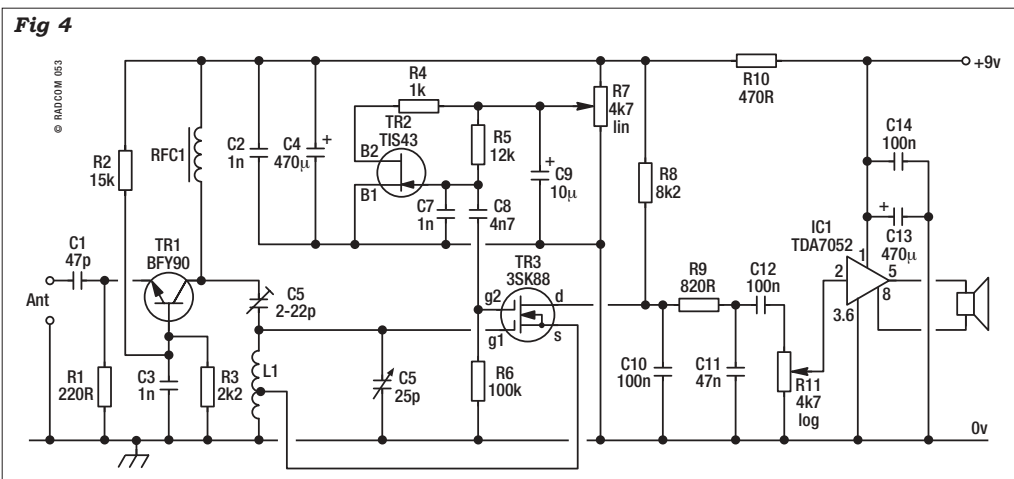 Fig 4
© RADCOM 053
R2
15k
RFC1
C2
1n
C4
470µ
+
R4
1k
TR2
TIS43
B2
B1
R5
12k
C7
1n
C8
4n7
+
C9
10µ
R7
4k7
lin
R8
8k2
R10
470R
+9v
C14
100n
+
C13
470µ
IC1
TDA7052
1
2
3.6
5
8
C1
47p
Ant
TR1
BFY90
C5
2-22p
R1
220R
C3
1n
R3
2k2
L1
C5
25p
TR3
3SK88
g2
g1
d
s
R6
100k
R9
820R
C12
100n
C10
100n
C11
47n
R11
4k7
log
0v